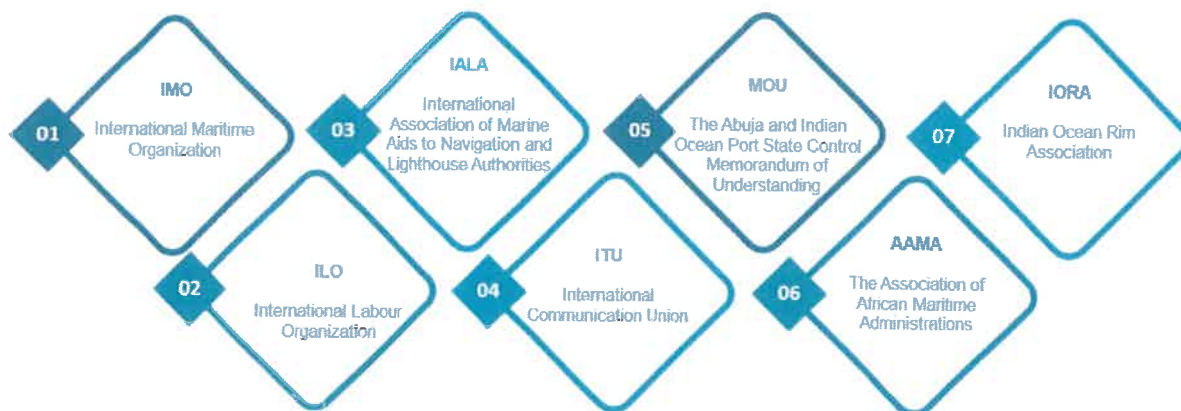 01
IMO
International Maritime
Organization
02
ILO
International Labour
Organization
03
IALA
International
Association of Marine
Aids to Navigation and
Lighthouse Authorities
04
ITU
International
Communication Union
05
MOU
The Abuja and Indian
Ocean Port State Control
Memorandum of
Understanding
06
AAMA
The Association of
African Maritime
Administrations
07
IORA
Indian Ocean Rim
Association